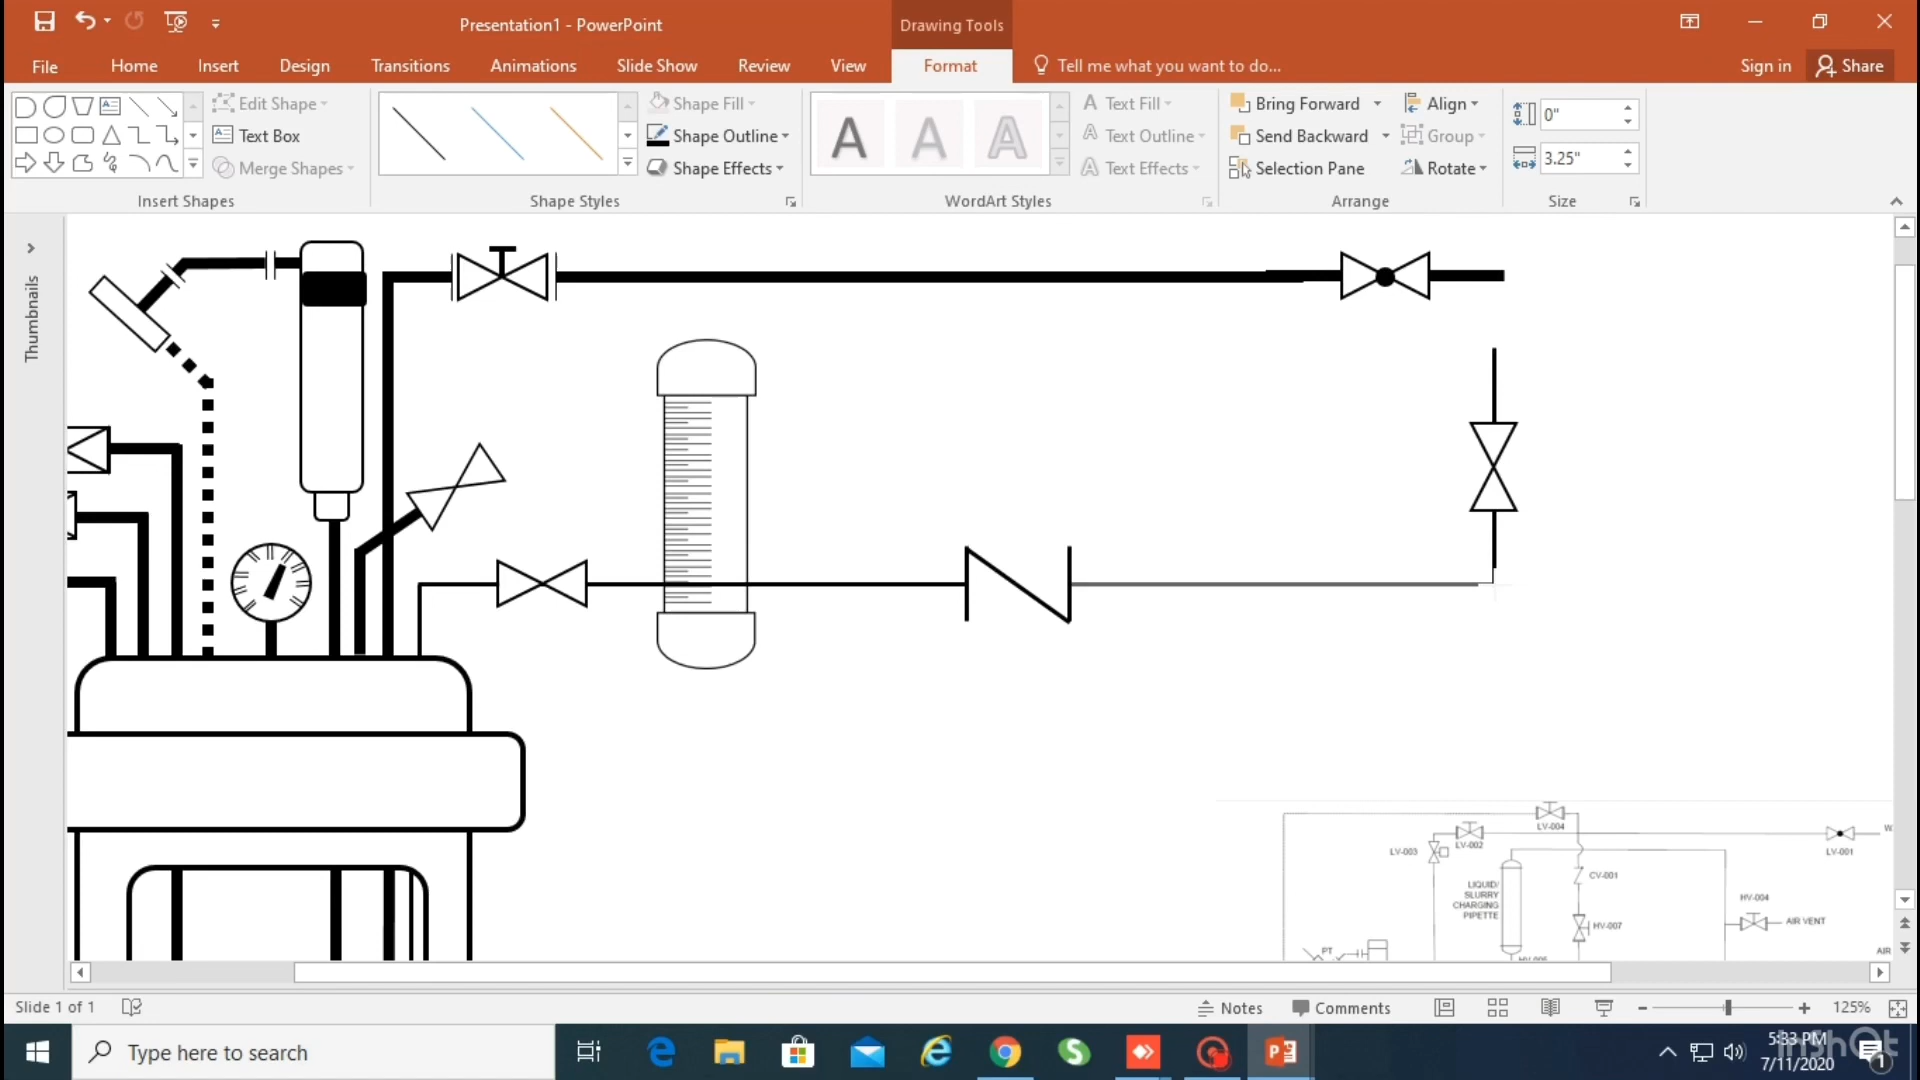 Presentation1 - PowerPoint
Drawing Tools
File
Home
Insert
Design
Transitions
Animations
Slide Show
Review
View
Format
Tell me what you want to do...
Sign in
Share
Edit Shape
Text Box
Merge Shapes
Insert Shapes
Shape Fill
Shape Outline
Shape Effects
Shape Styles
A A A
Text Fill
Text Outline
Text Effects
WordArt Styles
Bring Forward
Send Backward
Selection Pane
Align
Group
Rotate
Arrange
0"
3.25"
Size
Thumbnails
LV-004
LV-002
LV-003
W
LV-001
LIQUID/
SLURRY
CHARGING
PIPETTE
CV-001
HV-004
AIR VENT
HV-007
PT
AIR
Slide 1 of 1
Notes
Comments
125%
Type here to search
5:33 PM
7/11/2020
InShOt
1